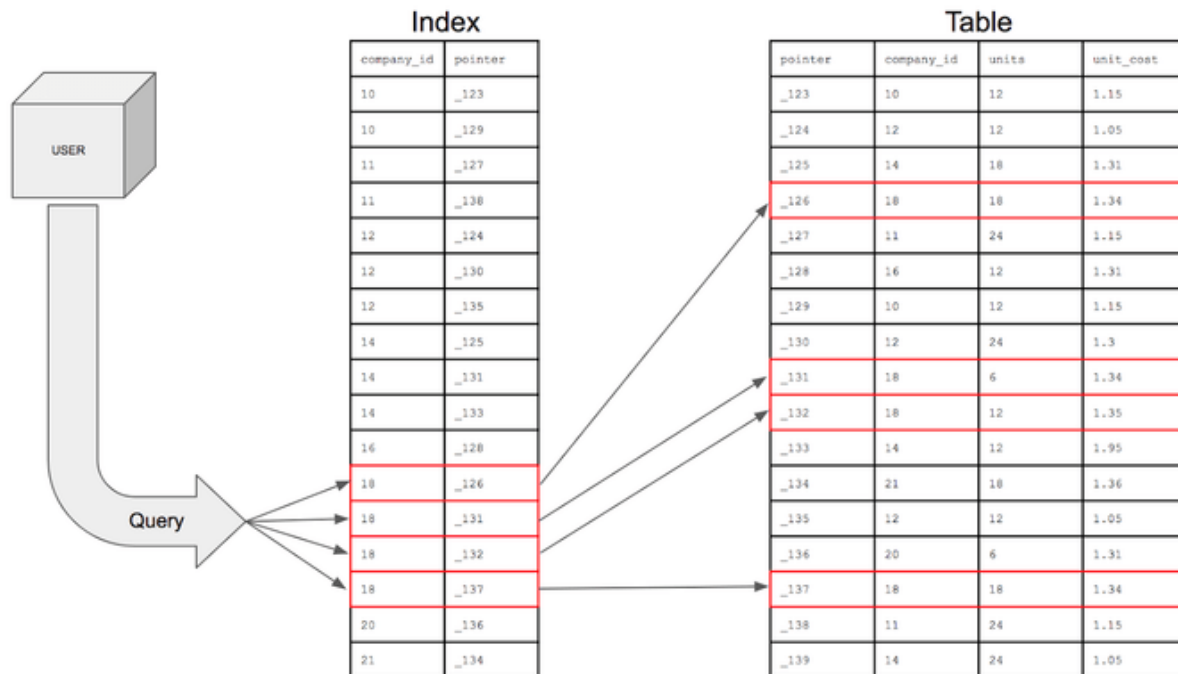 Index
Table
USER
Query
company_id pointer
10 _123
10 _129
11 _127
11 _138
12 _124
12 _130
12 _135
14 _125
14 _131
14 _133
16 _128
18 _126
18 _131
18 _132
18 _137
20 _136
21 _134
pointer company_id units unit_cost
_123 10 12 1.15
_124 12 12 1.05
_125 14 18 1.31
_126 18 18 1.34
_127 11 24 1.15
_128 16 12 1.31
_129 10 12 1.15
_130 12 24 1.3
_131 18 6 1.34
_132 18 12 1.35
_133 14 12 1.95
_134 21 18 1.36
_135 12 12 1.05
_136 20 6 1.31
_137 18 18 1.34
_138 11 24 1.15
_139 14 24 1.05